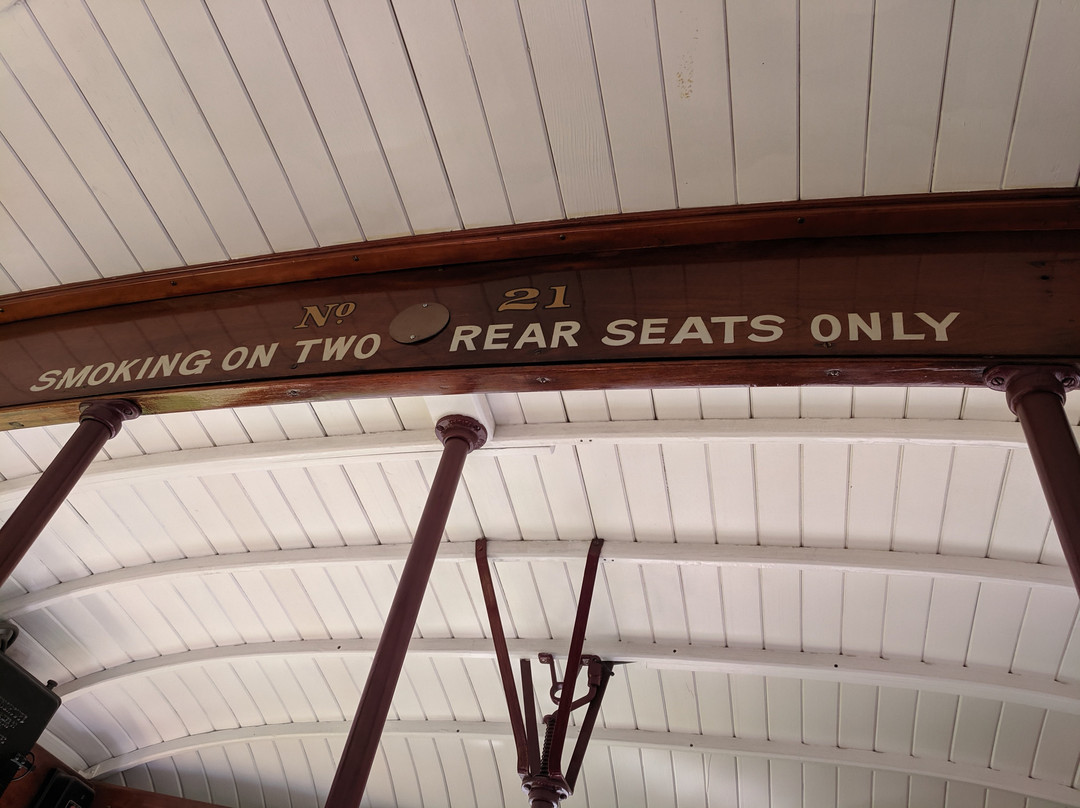 Nº 21
SMOKING ON TWO REAR SEATS ONLY